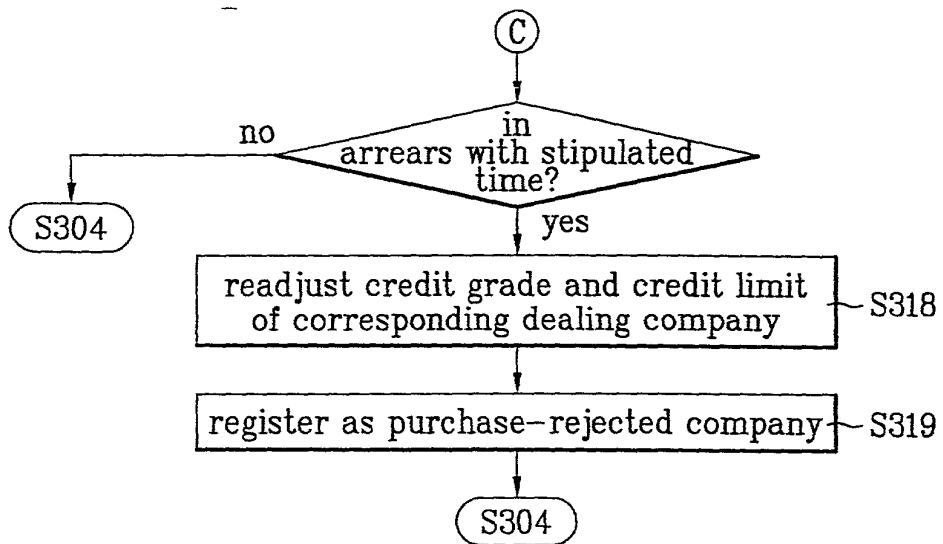 C
in
arrears with stipulated
time?
no
yes
S304
readjust credit grade and credit limit
of corresponding dealing company
S318
register as purchase-rejected company
S319
S304